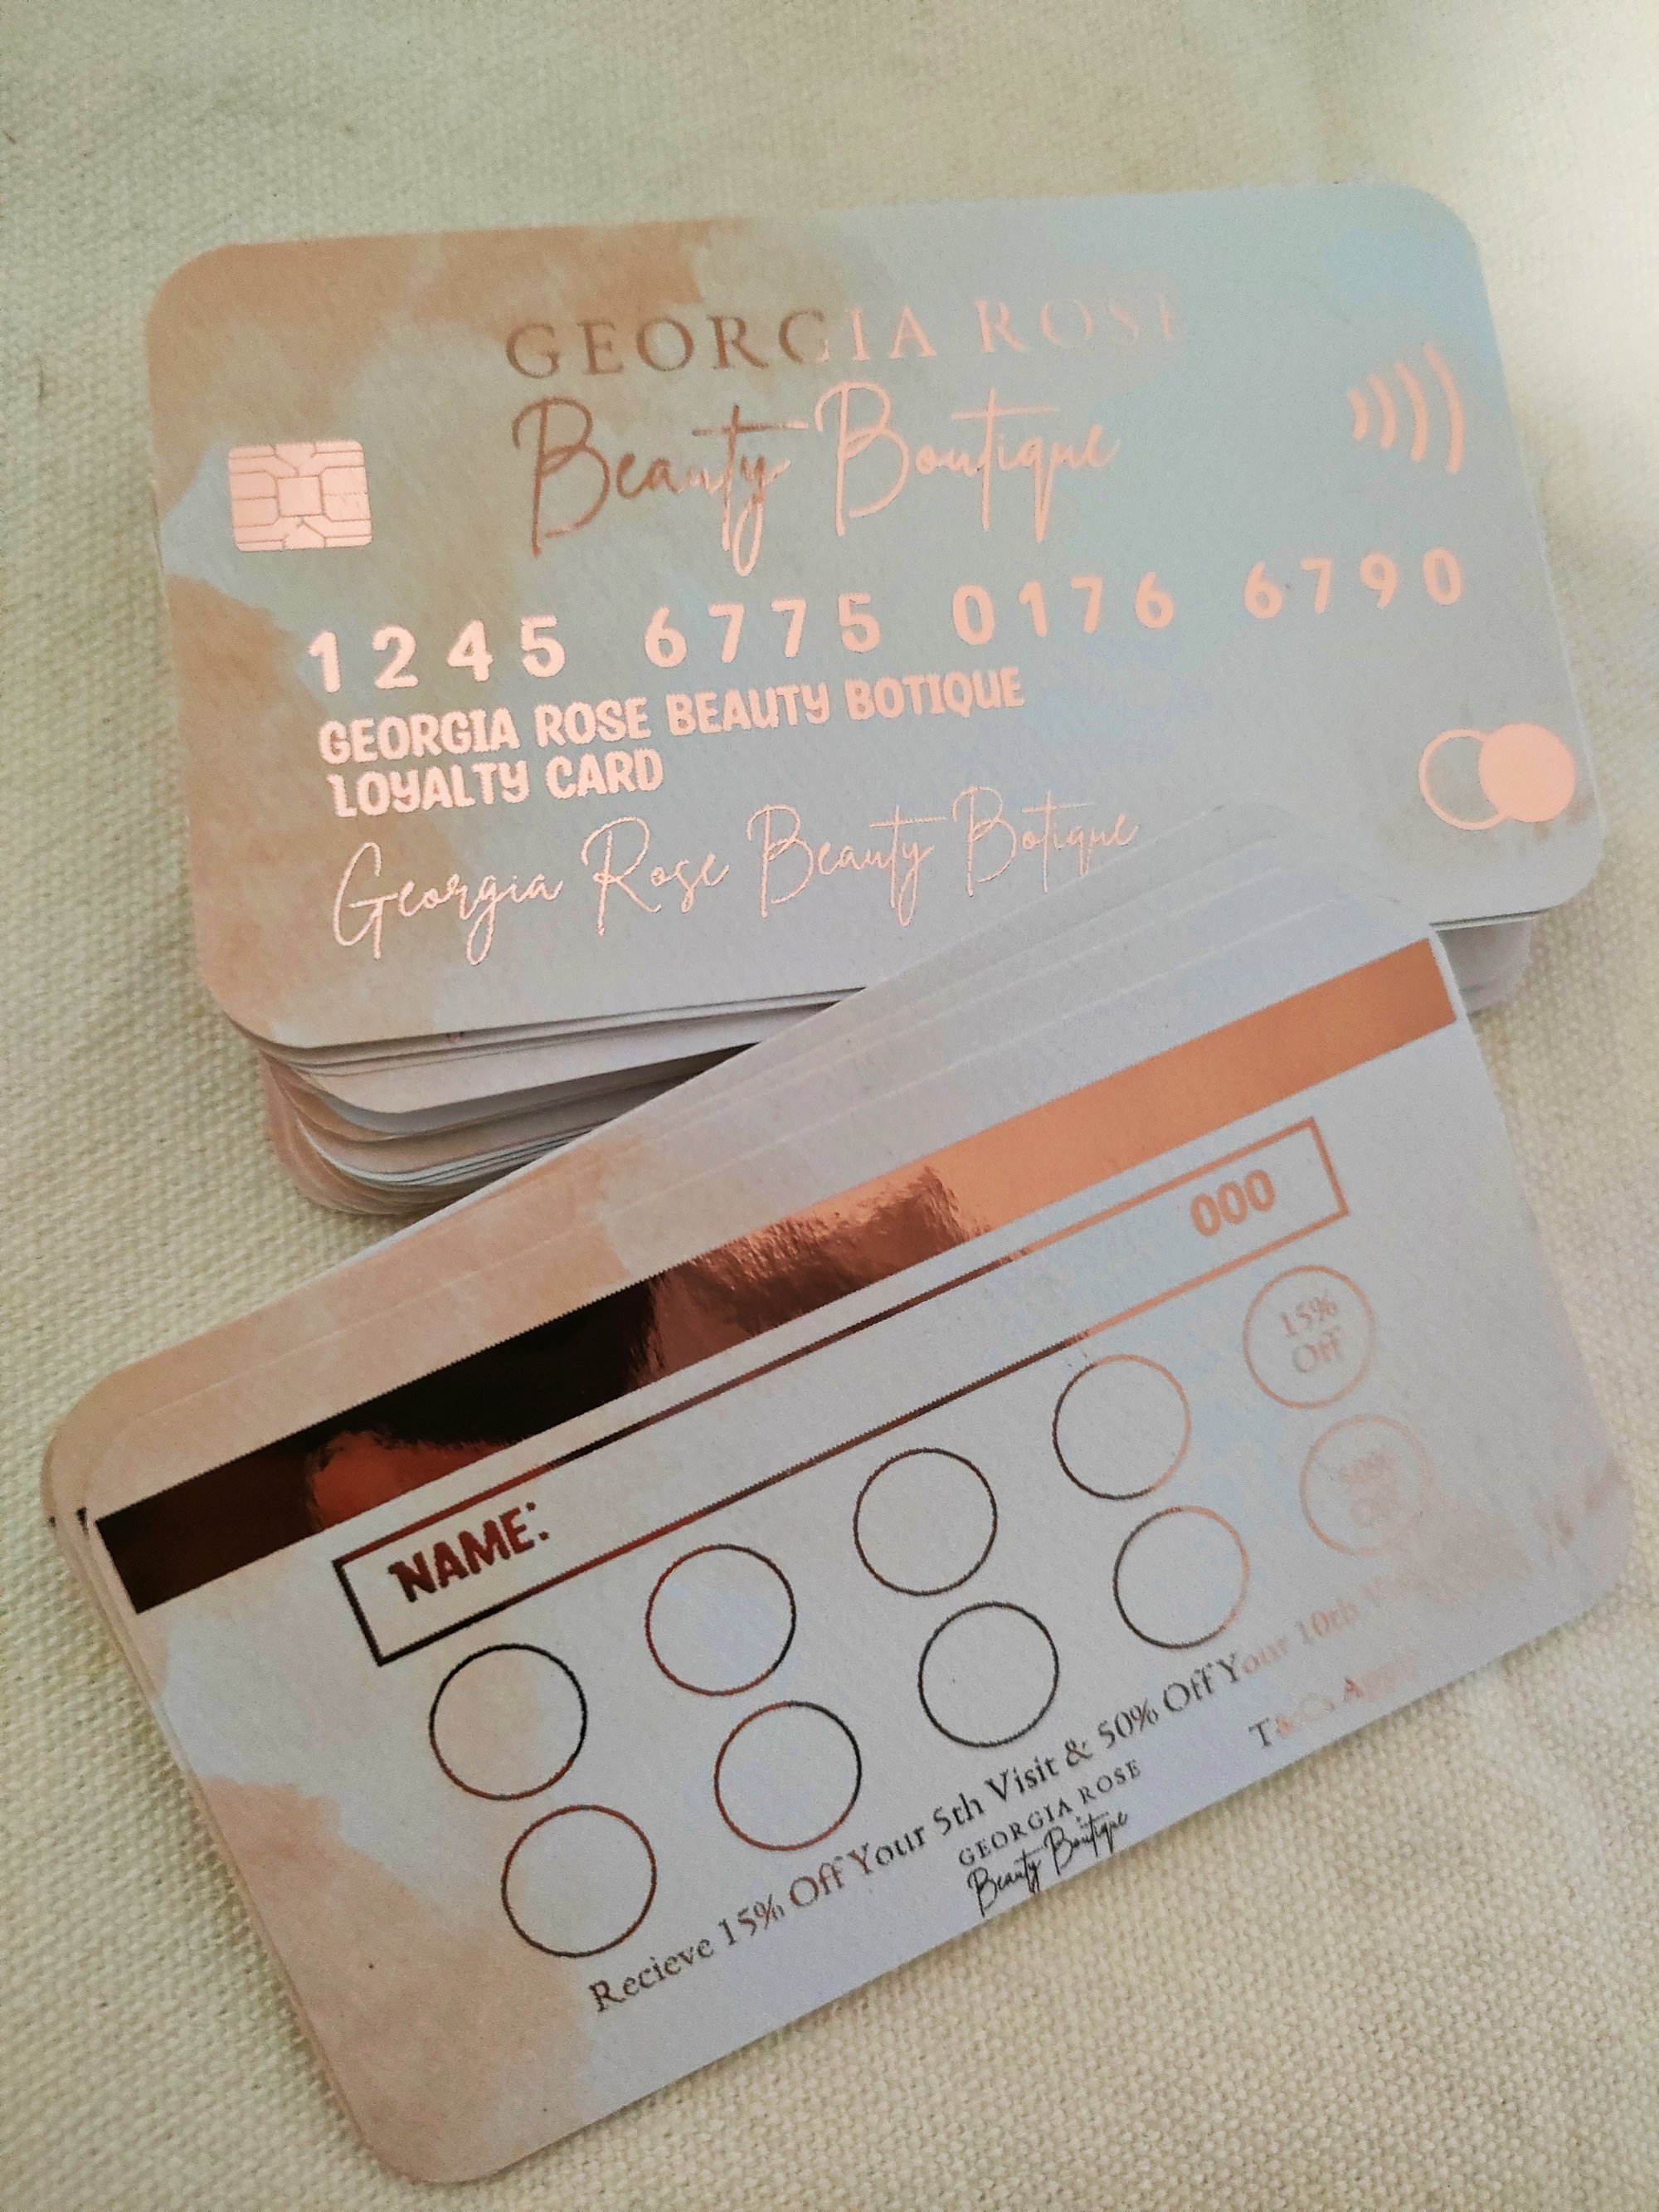 GEORGIA ROSE
Beauty Boutique
1245 6775 0176 6790
GEORGIA ROSE BEAUTY BOTIQUE
LOYALTY CARD
Georgia Rose Beauty Botique
000
NAME:
15%
Off
50%
Off
Recieve 15% Off Your 5th Visit & 50% Off Your 10th
T&Cs Apply
GEORGIA ROSE
Beauty Boutique